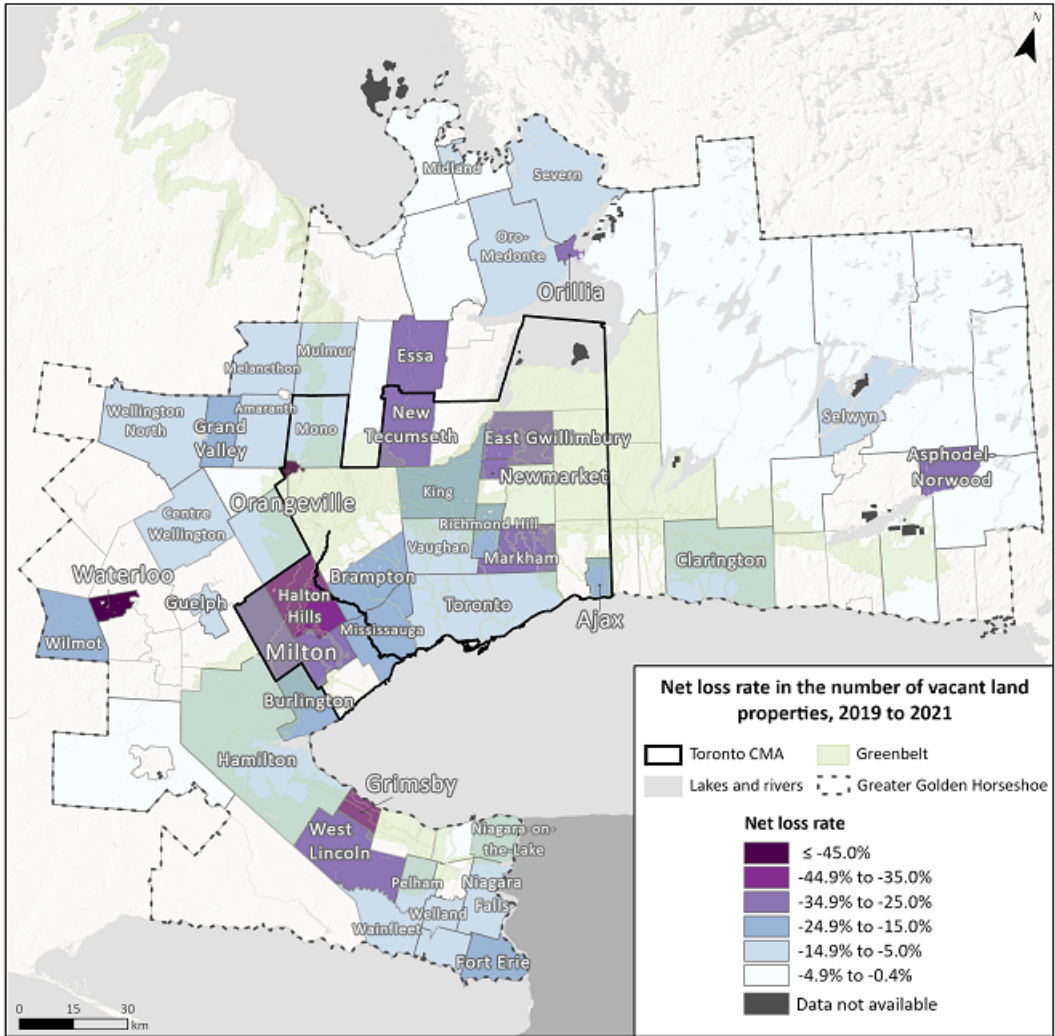 N
Midland
Severn
Oro-
Medonte
Orillia
Essa
Mulmur
Melancthon
Wellington
North
Grand
Valley
Amaranth
Mono
New
Tecumseth
East Gwillimbury
Newmarket
Selwyn
Asphodel-
Norwood
Orangeville
King
Centre
Wellington
Richmond Hill
Vaughan
Markham
Clarington
Waterloo
Brampton
Halton
Hills
Guelph
Toronto
Ajax
Wilmot
Mississauga
Milton
Burlington
Hamilton
Grimsby
West
Lincoln
Niagara-on-
the-Lake
Pelham
Niagara
Falls
Welland
Wainfleet
Fort Erie
Net loss rate in the number of vacant land
properties, 2019 to 2021
Toronto CMA
Greenbelt
Lakes and rivers
Greater Golden Horseshoe
Net loss rate
≤ -45.0%
-44.9% to -35.0%
-34.9% to -25.0%
-24.9% to -15.0%
-14.9% to -5.0%
-4.9% to -0.4%
Data not available
0 15 30
km